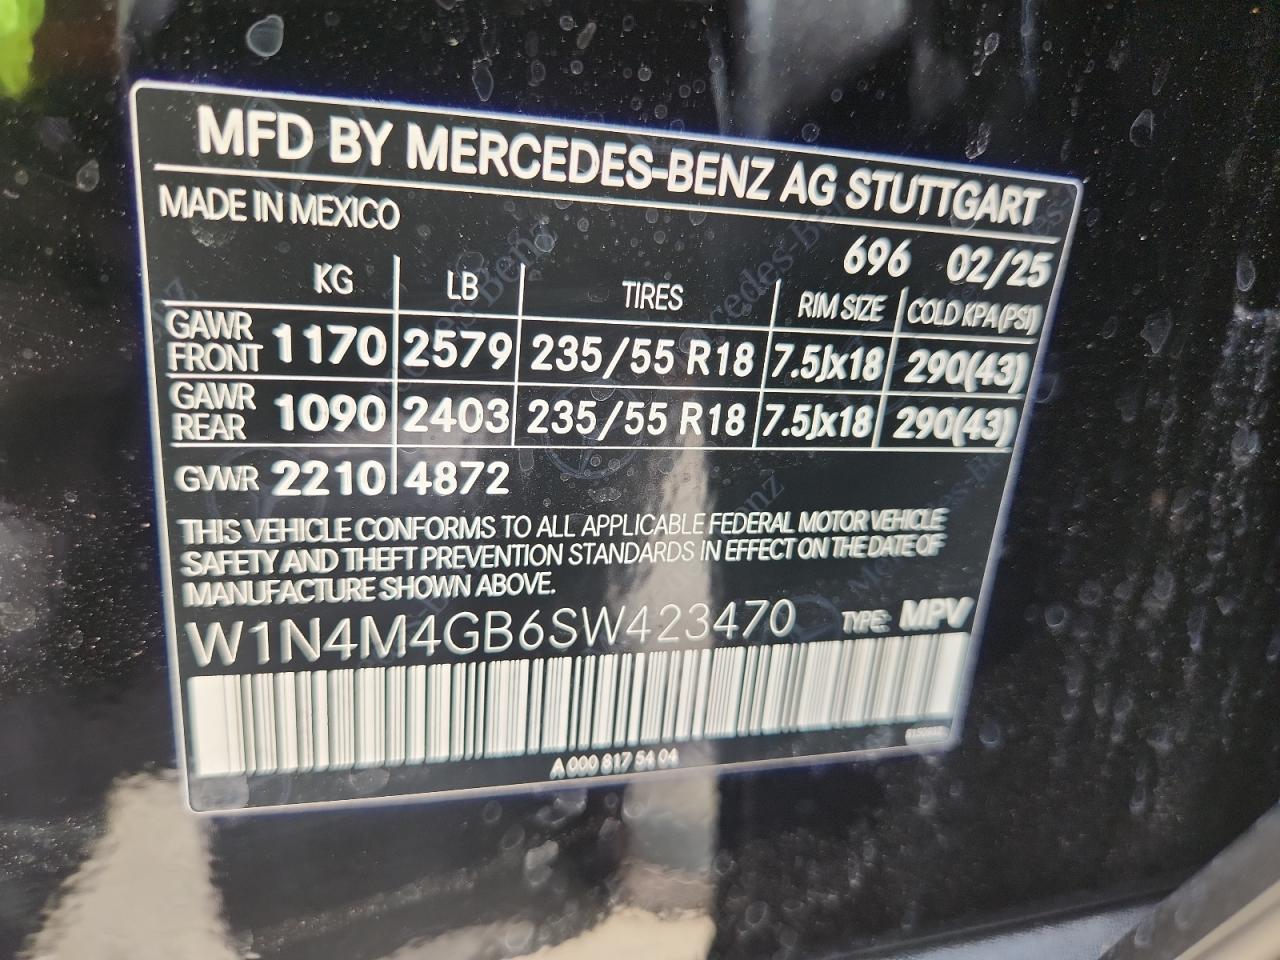 MFD BY MERCEDES-BENZ AG STUTTGART
MADE IN MEXICO
696 02/25
KG LB TIRES RIM SIZE COLD KPA(PSI)
GAWR FRONT 1170 2579 235/55 R18 7.5Jx18 290(43)
GAWR REAR 1090 2403 235/55 R18 7.5Jx18 290(43)
GVWR 2210 4872
THIS VEHICLE CONFORMS TO ALL APPLICABLE FEDERAL MOTOR VEHICLE
SAFETY AND THEFT PREVENTION STANDARDS IN EFFECT ON THE DATE OF
MANUFACTURE SHOWN ABOVE.
W1N4M4GB6SW423470 TYPE: MPV
A 000 817 54 04